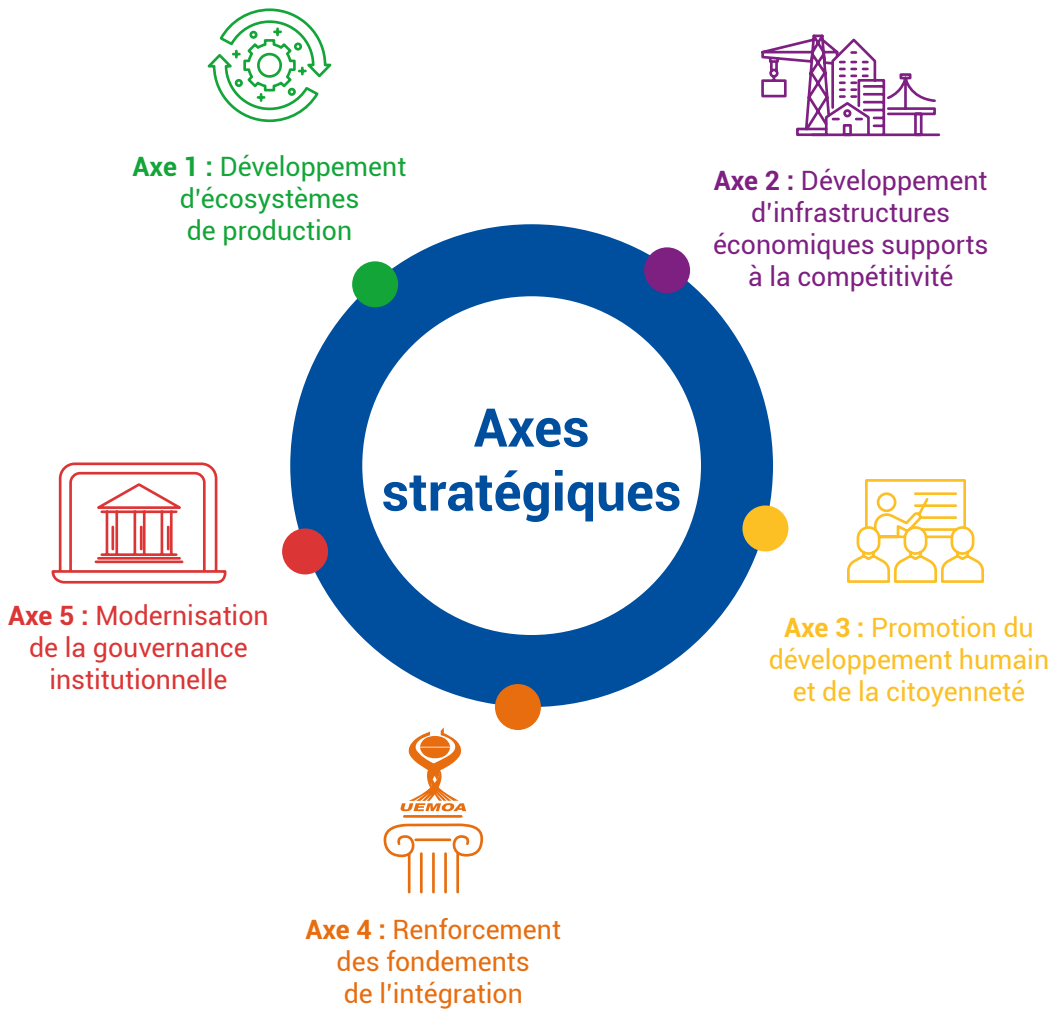 Axe 1 : Développement
d'écosystèmes
de production
Axe 2 : Développement
d'infrastructures
économiques supports
à la compétitivité
Axes
stratégiques
Axe 3 : Promotion du
développement humain
et de la citoyenneté
Axe 5 : Modernisation
de la gouvernance
institutionnelle
UEMOA
Axe 4 : Renforcement
des fondements
de l'intégration